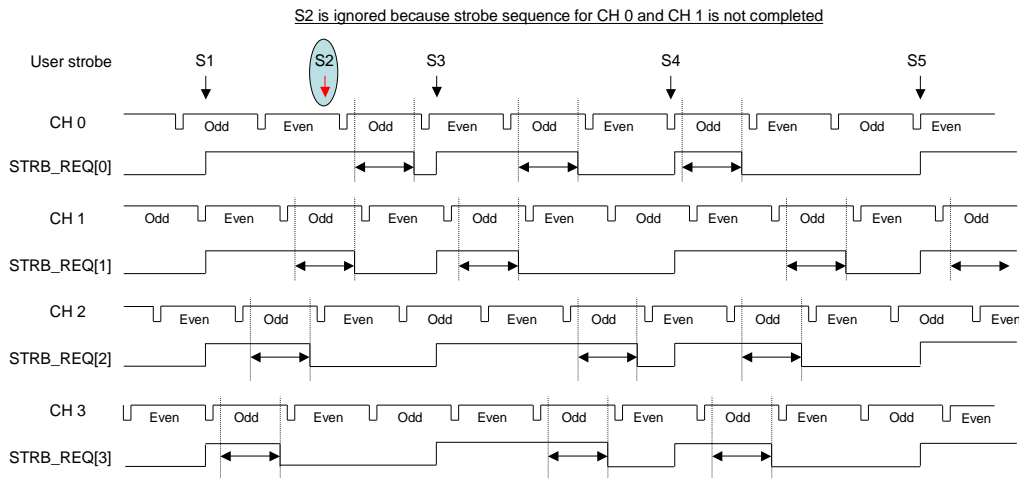 S2 is ignored because strobe sequence for CH 0 and CH 1 is not completed
User strobe S1 S2 S3 S4 S5
CH 0 Odd Even Odd Even Odd Even Odd Even Odd Even
STRB_REQ[0]
CH 1 Odd Even Odd Even Odd Even Odd Even Odd Even Odd
STRB_REQ[1]
CH 2 Even Odd Even Odd Even Odd Even Odd Even Odd Even
STRB_REQ[2]
CH 3 Even Odd Even Odd Even Odd Even Odd Even Odd Even
STRB_REQ[3]